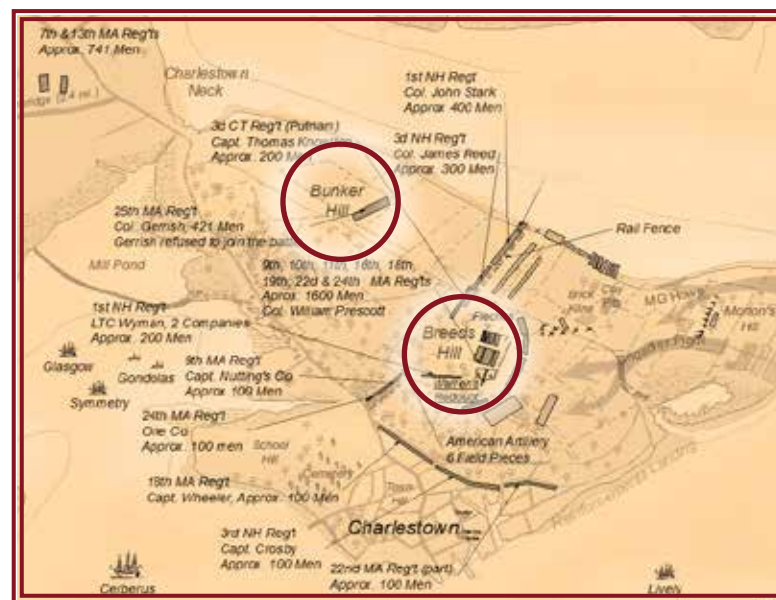 7th & 13th MA Reg'ts
Approx. 741 Men
Charlestown
Neck
1st NH Regt
Col. John Stark
Approx 400 Men
3d CT Reg't (Putnam)
Capt. Thomas
Approx. 200 Men
3d NH Reg't
Col. James Reed
Approx. 300 Men
Bunker
Hill
25th MA Reg't
Col. Gerrish, 421 Men
Gerrish refused to join the
Rail Fence
Mill Pond
9th, 10th, 11th, 16th, 18th,
19th, 22d & 24th MA Reg'ts
Aprox. 1600 Men
Col. William Prescott
Brick
Kilns
Clay
Pits
MG Howe
Morton's
Hill
1st NH Reg't
LTC Wyman, 2 Companies
Approx. 200 Men
Breeds
Hill
Glasgow
Gondolas
Symmetry
9th MA Reg't
Capt. Nutting's Co
Approx 100 Men
Redoubt
24th MA Reg't
One Co
Approx. 100 men
School
Hill
American Artillery
6 Field Pieces
18th MA Reg't
Capt. Wheeler, Approx. 100 Men
Town
Hill
Charlestown
3rd NH Reg't
Capt. Crosby
Approx. 100 Men
22nd MA Reg't (part)
Approx. 100 Men
Cerberus
Lively